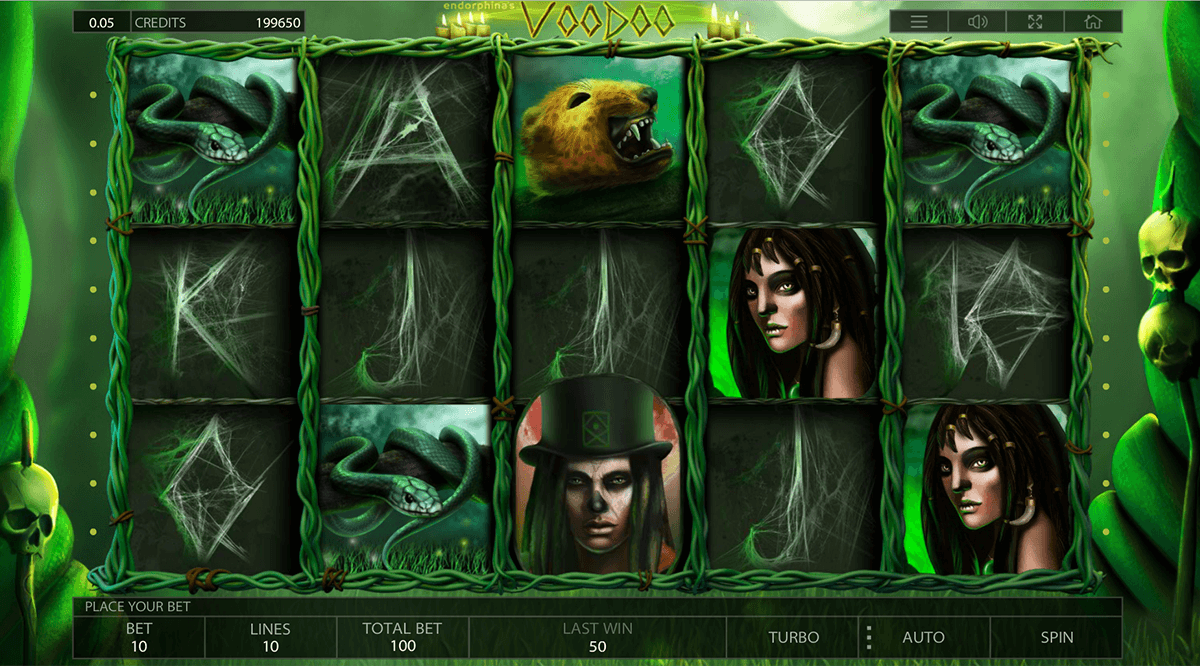 0.05 CREDITS 199650
endorphina's
VOODOO
A Q
K J J
Q J
PLACE YOUR BET
BET
10
LINES
10
TOTAL BET
100
LAST WIN
50
TURBO
AUTO
SPIN